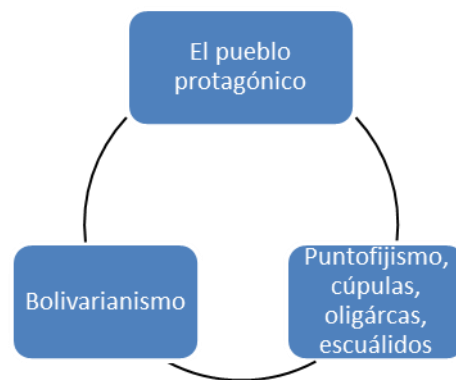 El pueblo
protagónico
Bolivarianismo
Puntofijismo,
cúpulas,
oligárcas,
escuálidos